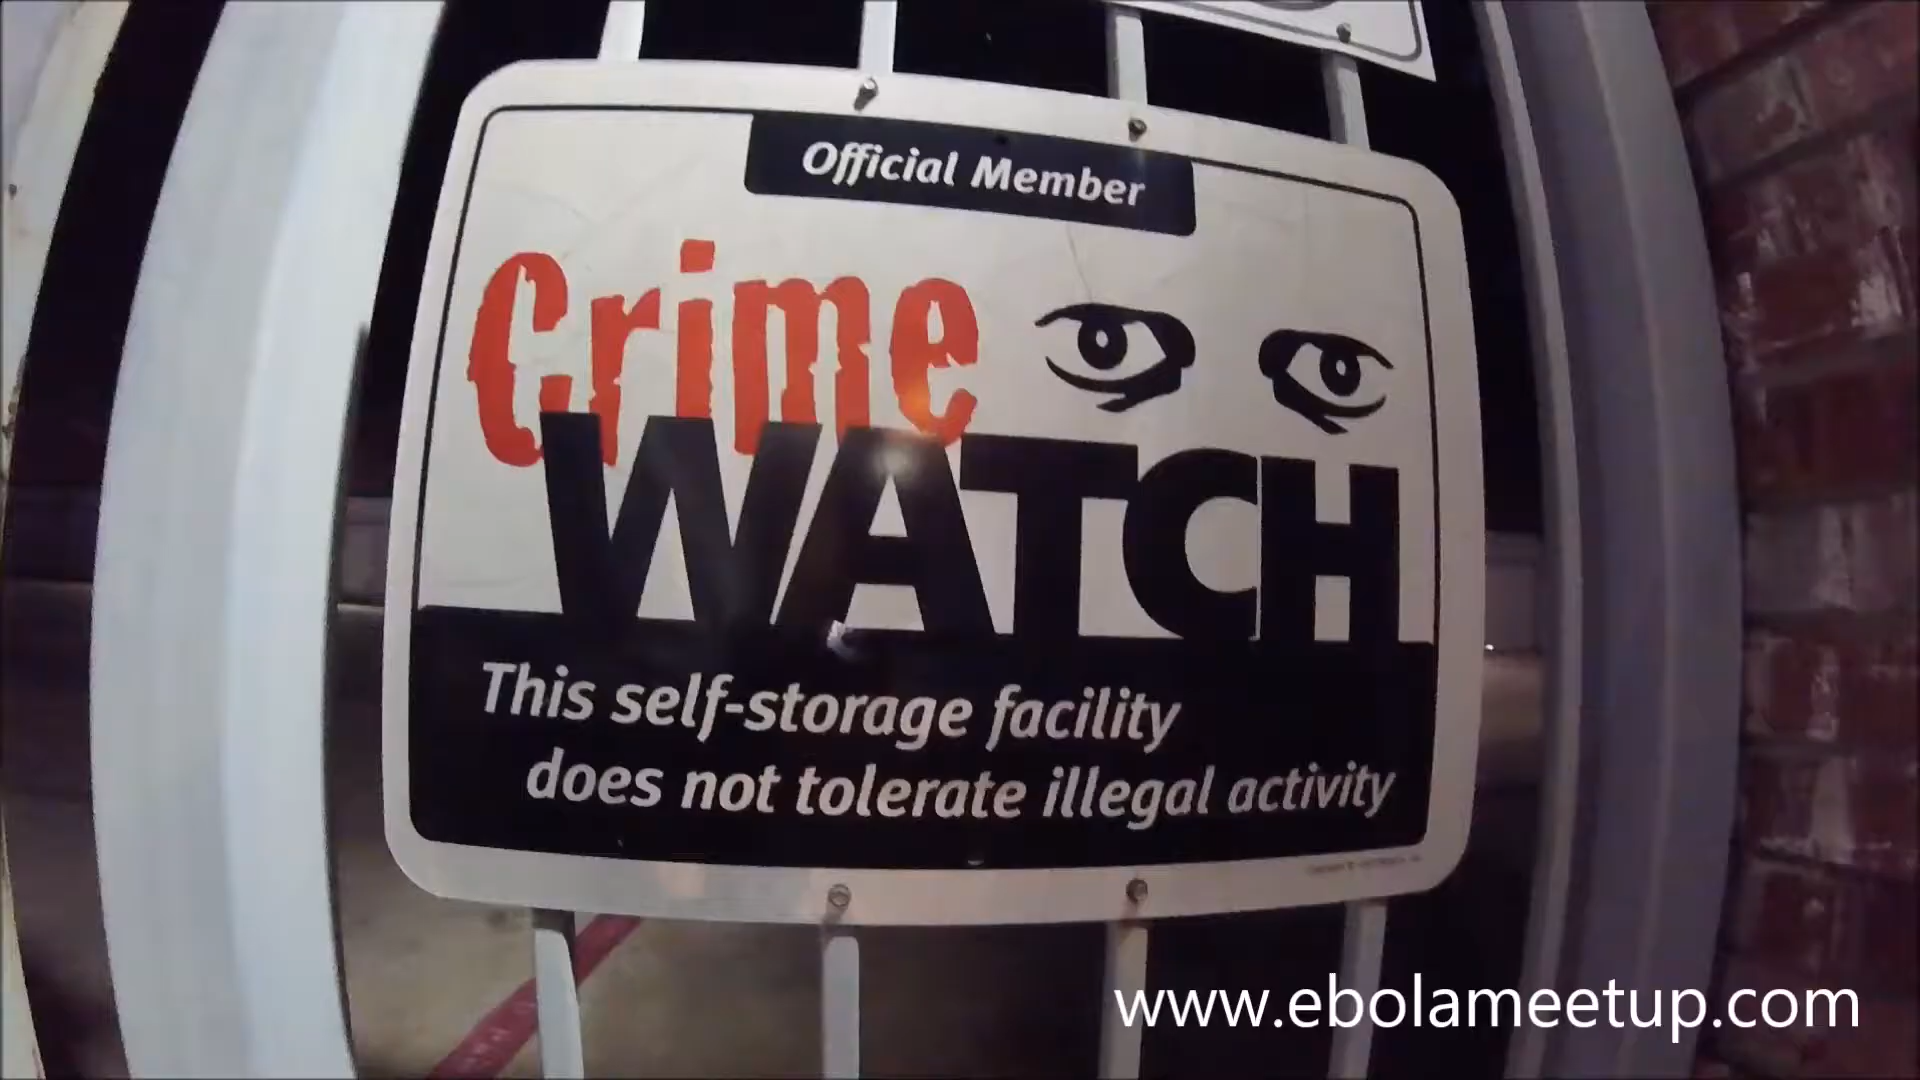 Official Member
Crime
WATCH
This self-storage facility
does not tolerate illegal activity
www.ebolameetup.com